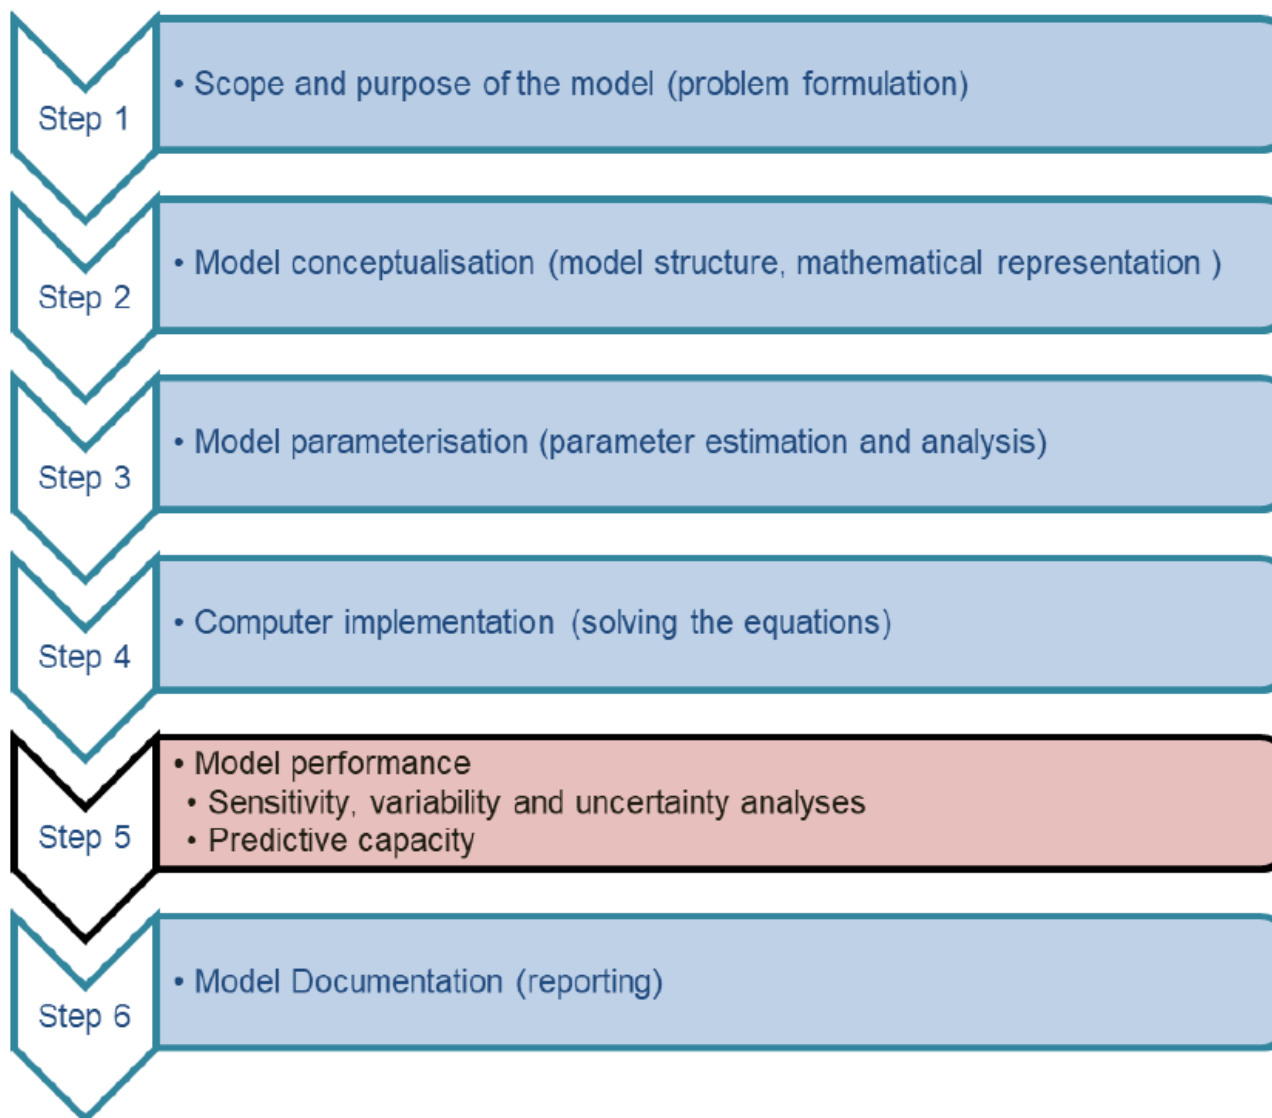 Step 1
• Scope and purpose of the model (problem formulation)
Step 2
• Model conceptualisation (model structure, mathematical representation )
Step 3
• Model parameterisation (parameter estimation and analysis)
Step 4
• Computer implementation (solving the equations)
Step 5
• Model performance
• Sensitivity, variability and uncertainty analyses
• Predictive capacity
Step 6
• Model Documentation (reporting)